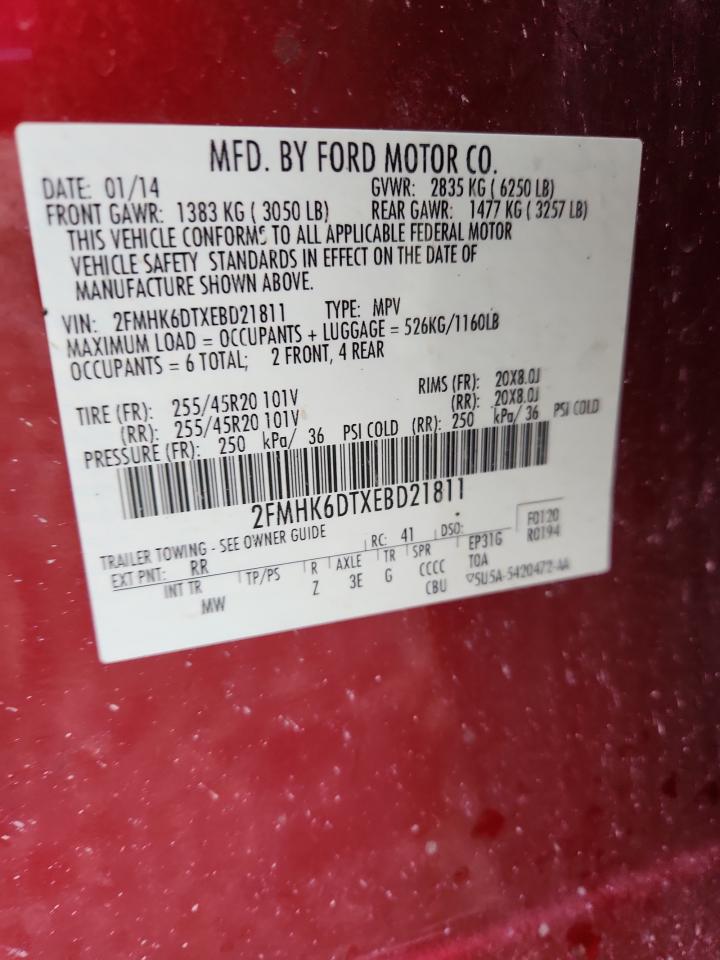 MFD. BY FORD MOTOR CO.
DATE: 01/14 GVWR: 2835 KG ( 6250 LB)
FRONT GAWR: 1383 KG ( 3050 LB) REAR GAWR: 1477 KG ( 3257 LB)
THIS VEHICLE CONFORMS TO ALL APPLICABLE FEDERAL MOTOR
VEHICLE SAFETY STANDARDS IN EFFECT ON THE DATE OF
MANUFACTURE SHOWN ABOVE.
VIN: 2FMHK6DTXEBD21811 TYPE: MPV
MAXIMUM LOAD = OCCUPANTS + LUGGAGE = 526KG/1160LB
OCCUPANTS = 6 TOTAL; 2 FRONT, 4 REAR
TIRE (FR): 255/45R20 101V RIMS (FR): 20X8.0J
(RR): 255/45R20 101V (RR): 20X8.0J
PRESSURE (FR): 250 kPa/ 36 PSI COLD (RR): 250 kPa/ 36 PSI COLD
2FMHK6DTXEBD21811
TRAILER TOWING - SEE OWNER GUIDE RC: 41 DSO: F0120
EXT PNT: RR R AXLE TR SPR EP31G R0194
INT TR TP/PS Z 3E G CCCC TOA
MW CBU 5U5A-5420472-AA